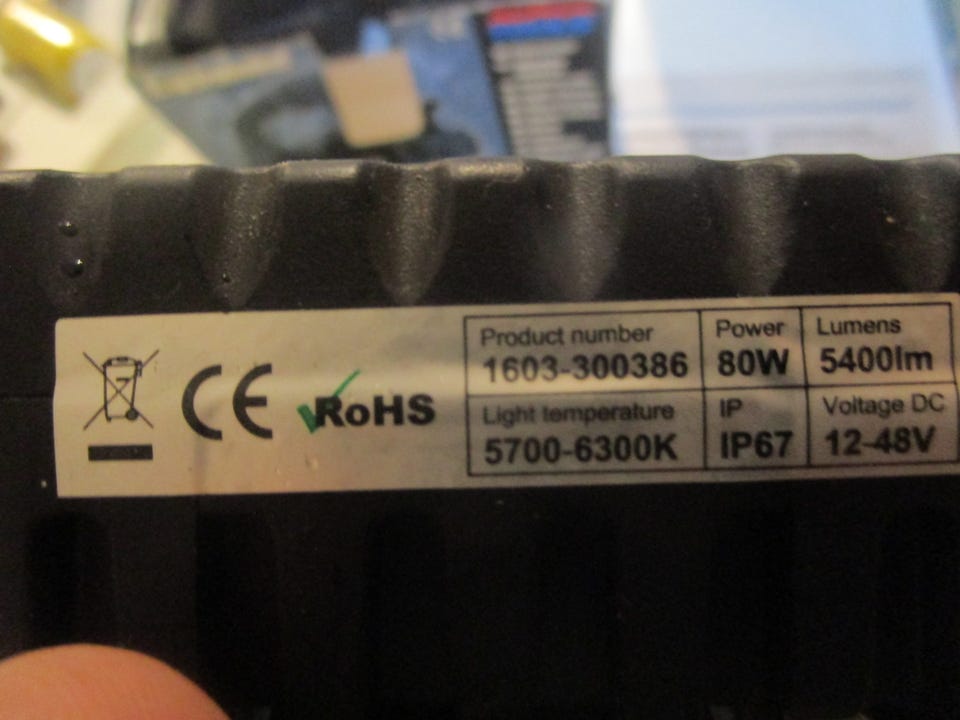 CE
RoHS
Product number
1603-300386
Power
80W
Lumens
5400lm
Light temperature
5700-6300K
IP
IP67
Voltage DC
12-48V